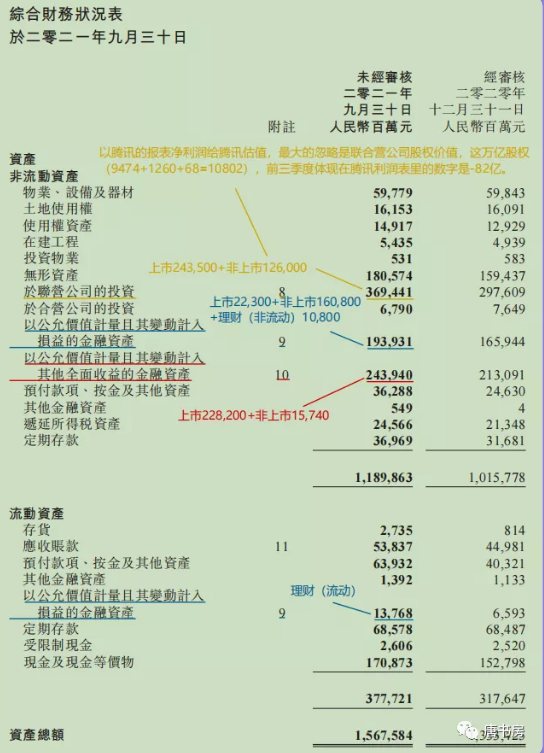 綜合財務狀況表
於二零二一年九月三十日
未經審核 經審核
二零二一年 二零二零年
九月三十日 十二月三十一日
附註 人民幣百萬元 人民幣百萬元
以腾讯的报表净利润给腾讯估值，最大的忽略是联合营公司股权价值，这万亿股权
（9474+1260+68=10802），前三季度体现在腾讯利润表里的数字是-82亿。
資產
非流動資產
物業、設備及器材 59,779 59,843
土地使用權 16,153 16,091
使用權資產 14,917 12,929
在建工程 5,435 4,939
投資物業 531 583
上市243,500+非上市126,000
無形資產 180,574 159,437
於聯營公司的投資 8 369,441 297,609
於合營公司的投資 6,790 7,649
上市22,300+非上市160,800
+理财（非流动）10,800
以公允價值計量且其變動計入
損益的金融資產 9 193,931 165,944
以公允價值計量且其變動計入
其他全面收益的金融資產 10 243,940 213,091
預付款項、按金及其他資產 36,288 24,630
其他金融資產 549 4
上市228,200+非上市15,740
遞延所得稅資產 24,566 21,348
定期存款 36,969 31,681
1,189,863 1,015,778
流動資產
存貨 2,735 814
應收賬款 11 53,837 44,981
預付款項、按金及其他資產 63,932 40,321
其他金融資產 1,392 1,133
理财（流动）
以公允價值計量且其變動計入
損益的金融資產 9 13,768 6,593
定期存款 68,578 68,487
受限制現金 2,606 2,520
現金及現金等價物 170,873 152,798
377,721 317,647
唐书房
資產總額 1,567,584